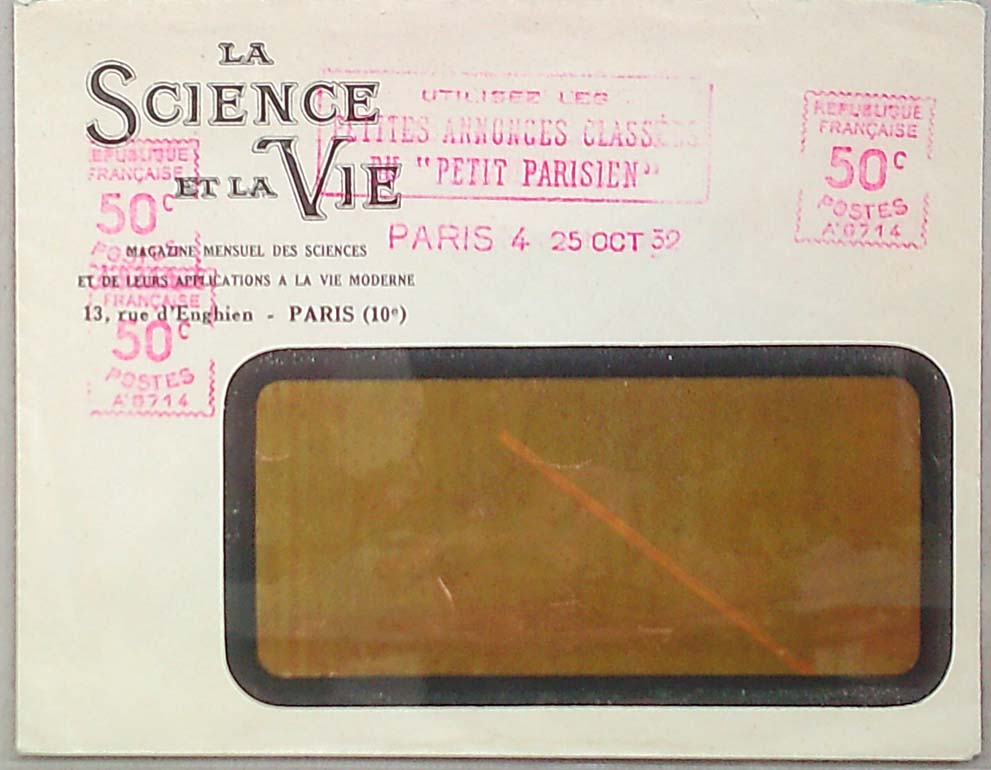 LA
SCIENCE
ET LA VIE
MAGAZINE MENSUEL DES SCIENCES
ET DE LEURS APPLICATIONS A LA VIE MODERNE
13, rue d'Enghien - PARIS (10e)
UTILISEZ LES
PETITES ANNONCES CLASSÉES
DU "PETIT PARISIEN"
PARIS 4 25 OCT 32
REPUBLIQUE
FRANÇAISE
50c
POSTES
A 0714
REPUBLIQUE
FRANÇAISE
50c
POSTES
FRANÇAISE
50c
POSTES
A 0714